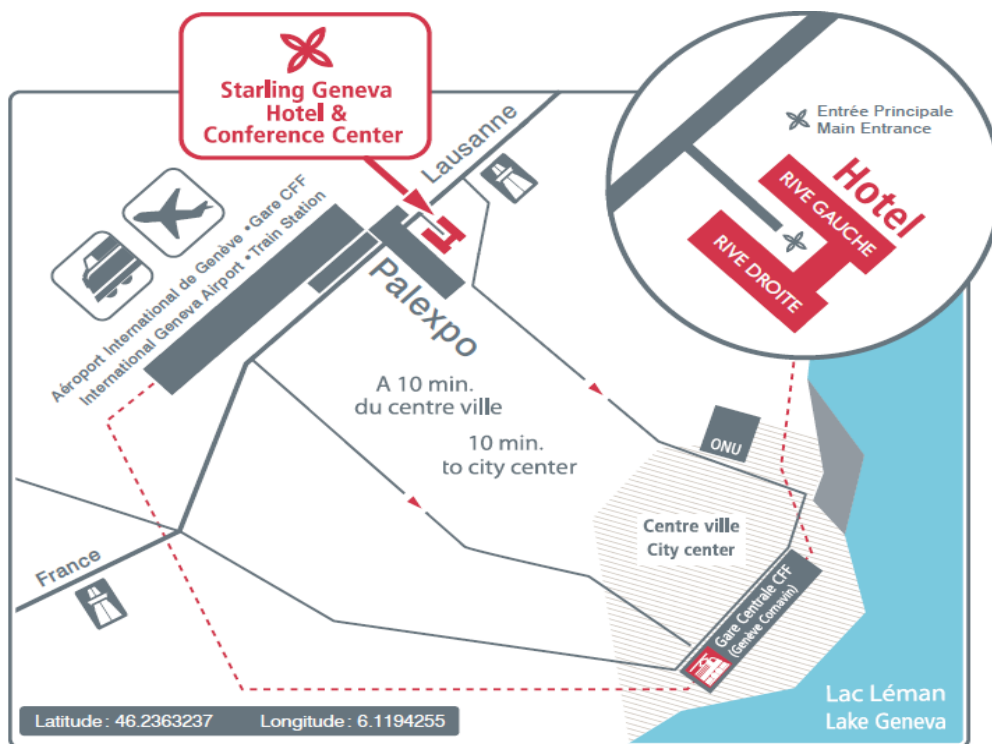 Starling Geneva
Hotel &
Conference Center
Lausanne
Entrée Principale
Main Entrance
Hotel
RIVE GAUCHE
RIVE DROITE
Aéroport International de Genève • Gare CFF
International Geneva Airport • Train Station
Palexpo
A 10 min.
du centre ville
10 min.
to city center
ONU
Centre ville
City center
France
Gare Centrale CFF
(Genève Cornavin)
Lac Léman
Lake Geneva
Latitude : 46.2363237 Longitude : 6.1194255